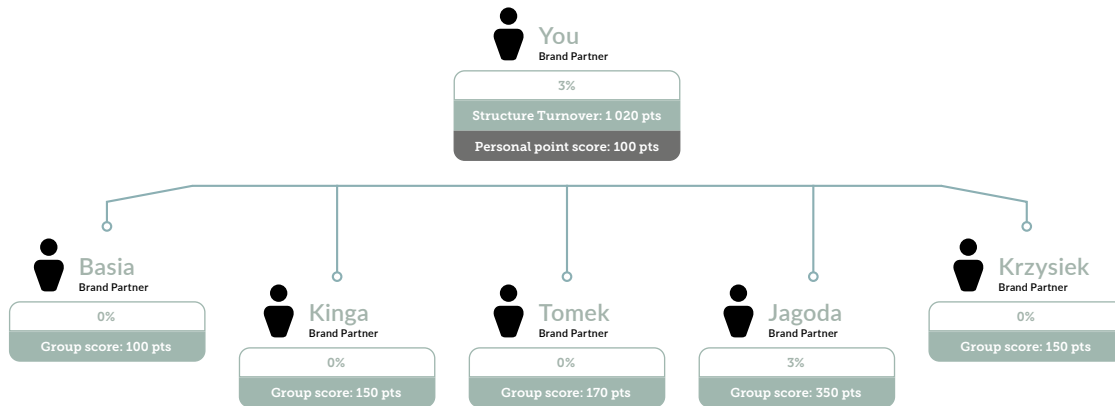 You
Brand Partner
3%
Structure Turnover: 1 020 pts
Personal point score: 100 pts
Basia
Brand Partner
0%
Group score: 100 pts
Kinga
Brand Partner
0%
Group score: 150 pts
Tomek
Brand Partner
0%
Group score: 170 pts
Jagoda
Brand Partner
3%
Group score: 350 pts
Krzysiek
Brand Partner
0%
Group score: 150 pts